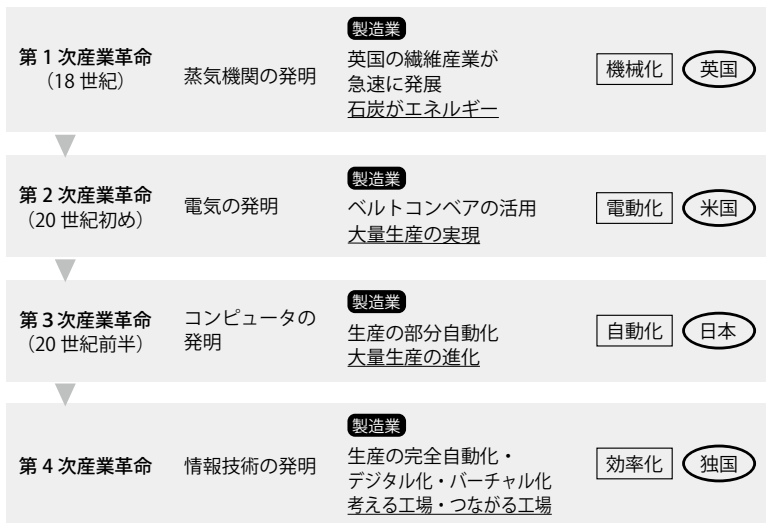 第1次産業革命
（18世紀）
蒸気機関の発明
製造業
英国の繊維産業が
急速に発展
石炭がエネルギー
機械化
英国
第2次産業革命
（20世紀初め）
電気の発明
製造業
ベルトコンベアの活用
大量生産の実現
電動化
米国
第3次産業革命
（20世紀前半）
コンピュータの
発明
製造業
生産の部分自動化
大量生産の進化
自動化
日本
第4次産業革命
情報技術の発明
製造業
生産の完全自動化・
デジタル化・バーチャル化
考える工場・つながる工場
効率化
独国